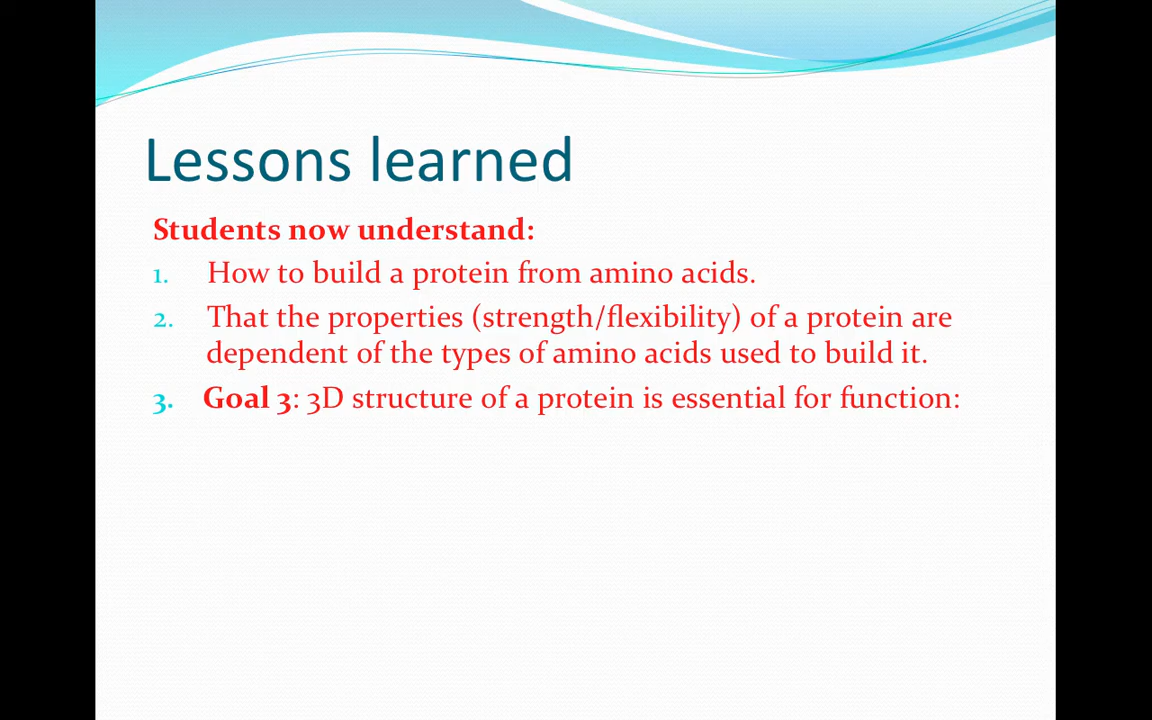 Lessons learned
Students now understand:
1. How to build a protein from amino acids.
2. That the properties (strength/flexibility) of a protein are
dependent of the types of amino acids used to build it.
3. Goal 3: 3D structure of a protein is essential for function: